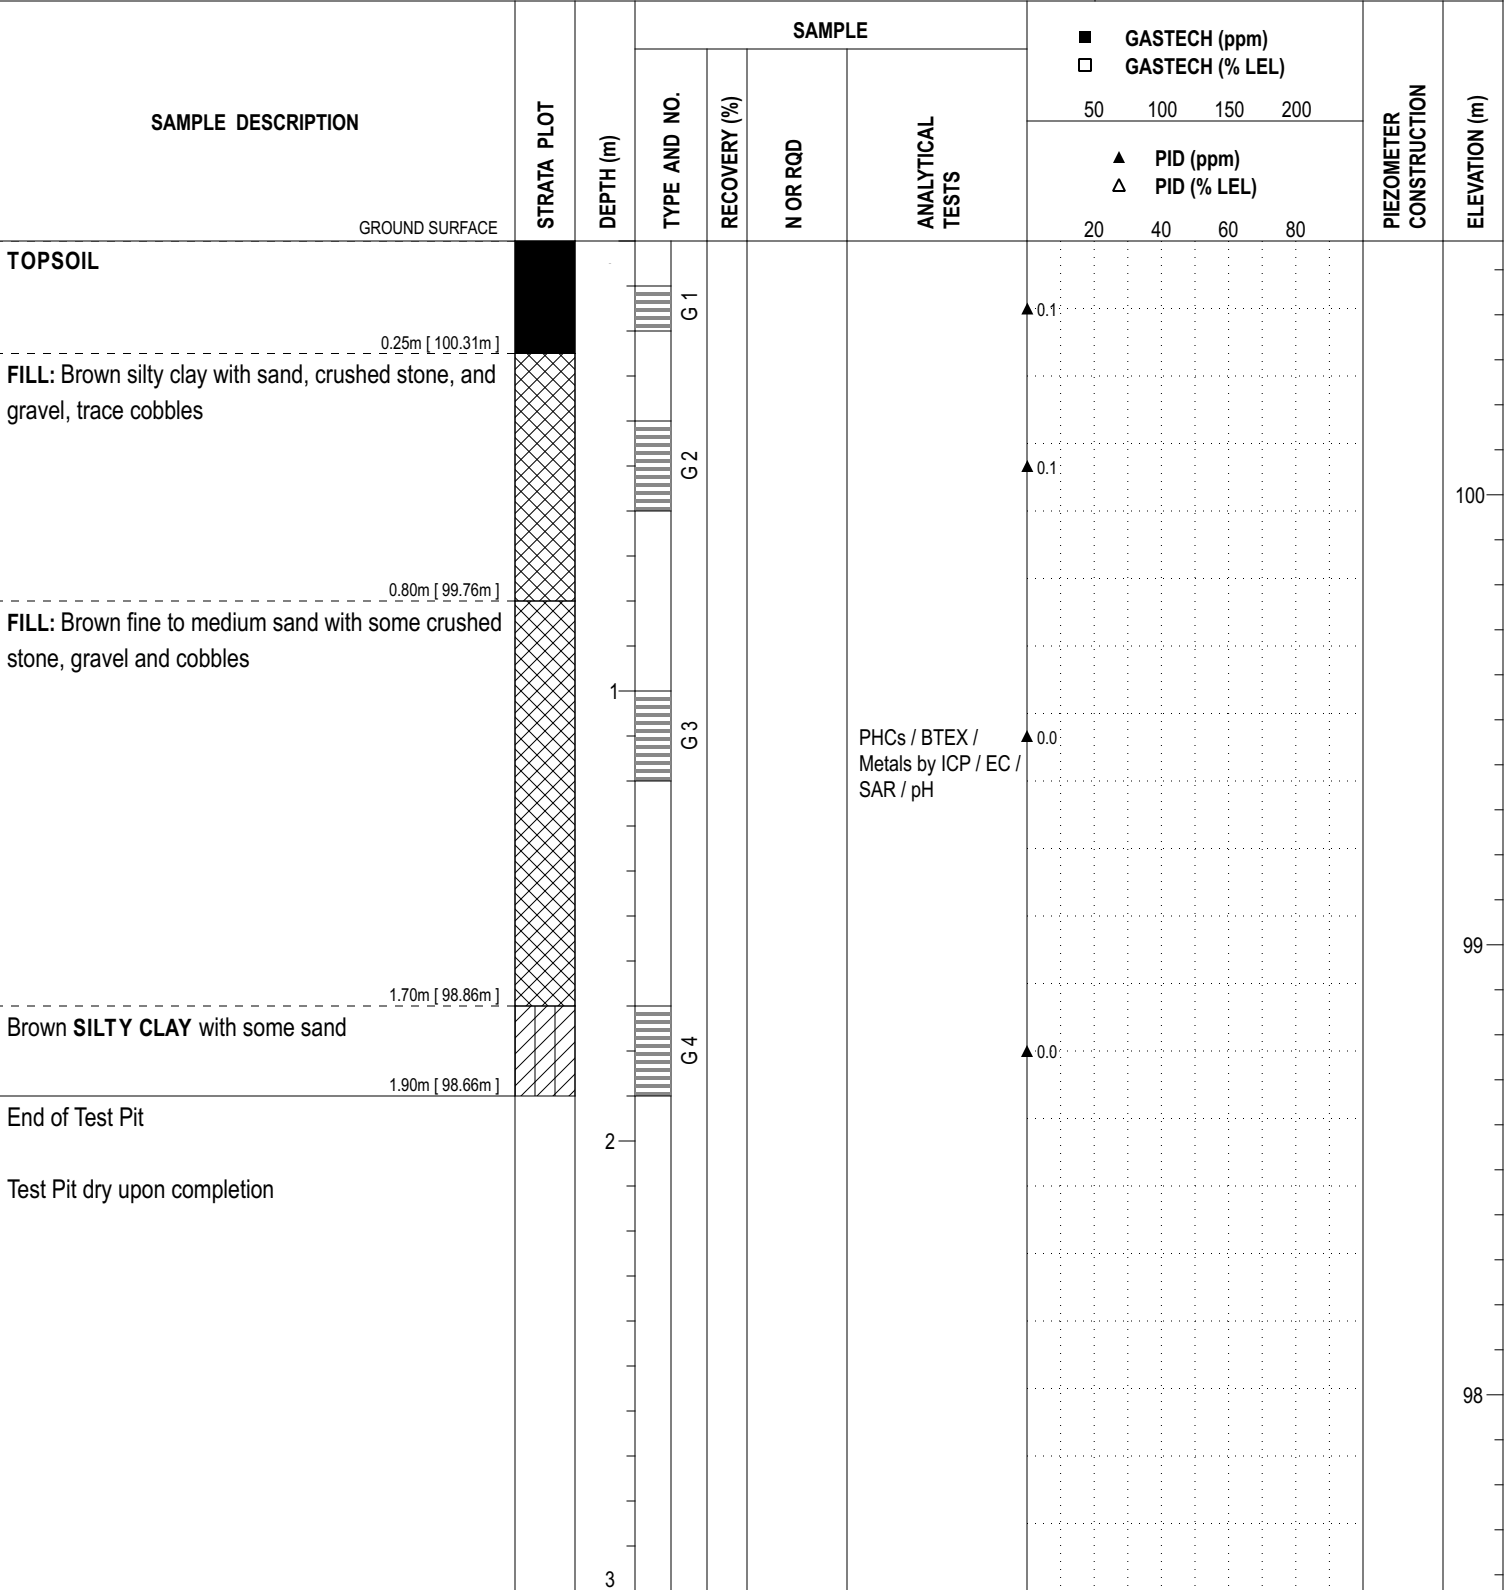 SAMPLE DESCRIPTION
GROUND SURFACE
STRATA PLOT
DEPTH (m)
SAMPLE
TYPE AND NO.
RECOVERY (%)
N OR RQD
ANALYTICAL
TESTS
■ GASTECH (ppm)
□ GASTECH (% LEL)
50 100 150 200
▲ PID (ppm)
△ PID (% LEL)
20 40 60 80
PIEZOMETER
CONSTRUCTION
ELEVATION (m)
TOPSOIL
G 1
0.1
0.25m [ 100.31m ]
FILL: Brown silty clay with sand, crushed stone, and
gravel, trace cobbles
G 2
0.1
100
0.80m [ 99.76m ]
FILL: Brown fine to medium sand with some crushed
stone, gravel and cobbles
1
G 3
PHCs / BTEX /
Metals by ICP / EC /
SAR / pH
0.0
99
1.70m [ 98.86m ]
Brown SILTY CLAY with some sand
G 4
0.0
1.90m [ 98.66m ]
End of Test Pit
2
Test Pit dry upon completion
98
3